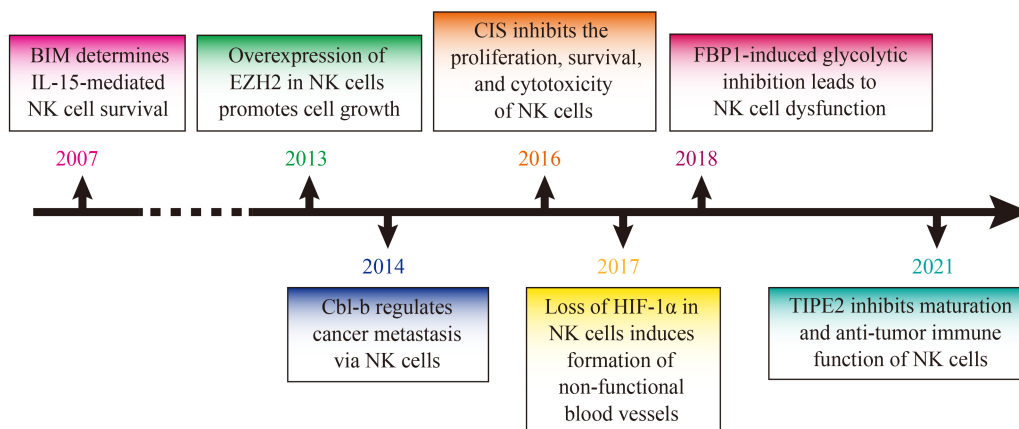 BIM determines
IL-15-mediated
NK cell survival
2007
Overexpression of
EZH2 in NK cells
promotes cell growth
2013
CIS inhibits the
proliferation, survival,
and cytotoxicity
of NK cells
2016
FBP1-induced glycolytic
inhibition leads to
NK cell dysfunction
2018
2014
Cbl-b regulates
cancer metastasis
via NK cells
2017
Loss of HIF-1α in
NK cells induces
formation of
non-functional
blood vessels
2021
TIPE2 inhibits maturation
and anti-tumor immune
function of NK cells